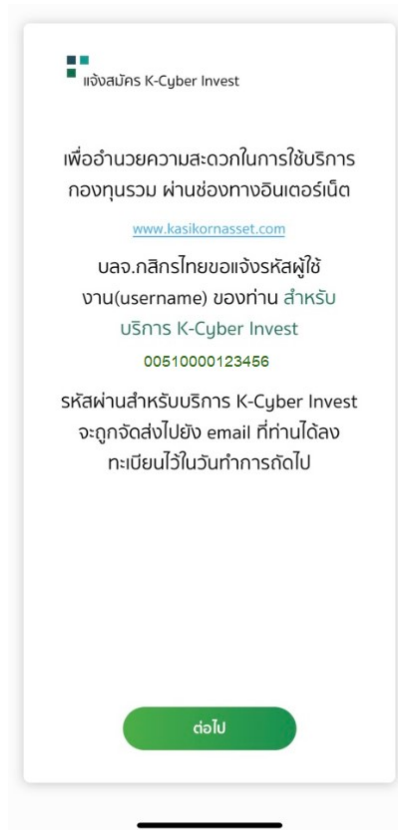 แจ้งสมัคร K-Cyber Invest
เพื่ออำนวยความสะดวกในการใช้บริการ
กองทุนรวม ผ่านช่องทางอินเตอร์เน็ต
www.kasikornasset.com
บลจ.กสิกรไทยขอแจ้งรหัสผู้ใช้
งาน(username) ของท่าน สำหรับ
บริการ K-Cyber Invest
00510000123456
รหัสผ่านสำหรับบริการ K-Cyber Invest
จะถูกจัดส่งไปยัง email ที่ท่านได้ลง
ทะเบียนไว้ในวันทำการถัดไป
ต่อไป